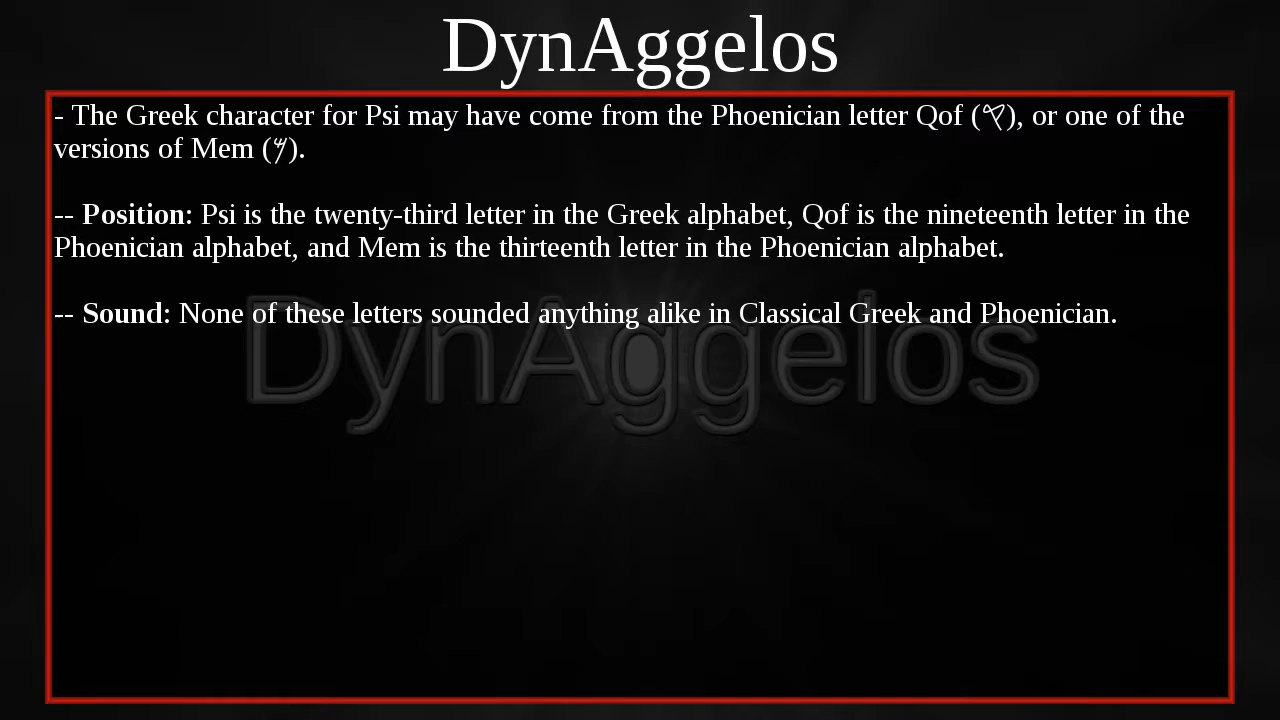 DynAggelos
- The Greek character for Psi may have come from the Phoenician letter Qof (𐤒), or one of the
versions of Mem (𐤌).
-- Position: Psi is the twenty-third letter in the Greek alphabet, Qof is the nineteenth letter in the
Phoenician alphabet, and Mem is the thirteenth letter in the Phoenician alphabet.
-- Sound: None of these letters sounded anything alike in Classical Greek and Phoenician.
DynAggelos